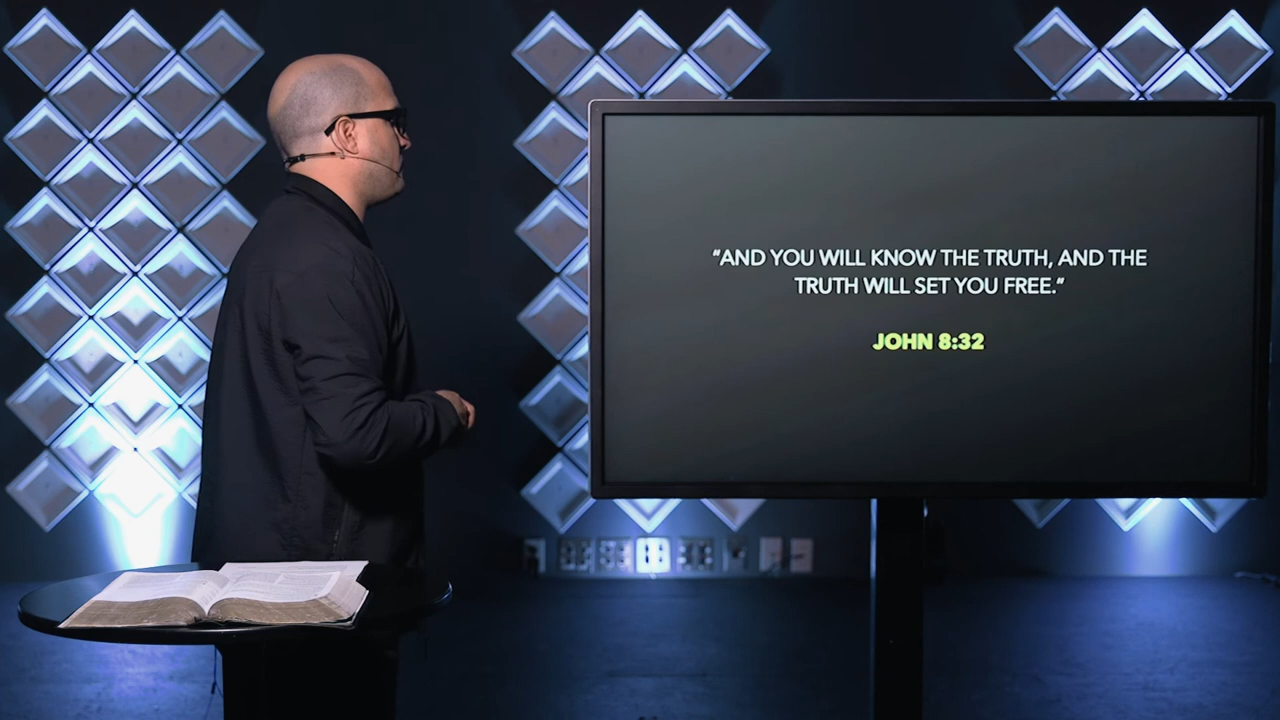 “AND YOU WILL KNOW THE TRUTH, AND THE
TRUTH WILL SET YOU FREE.”
JOHN 8:32